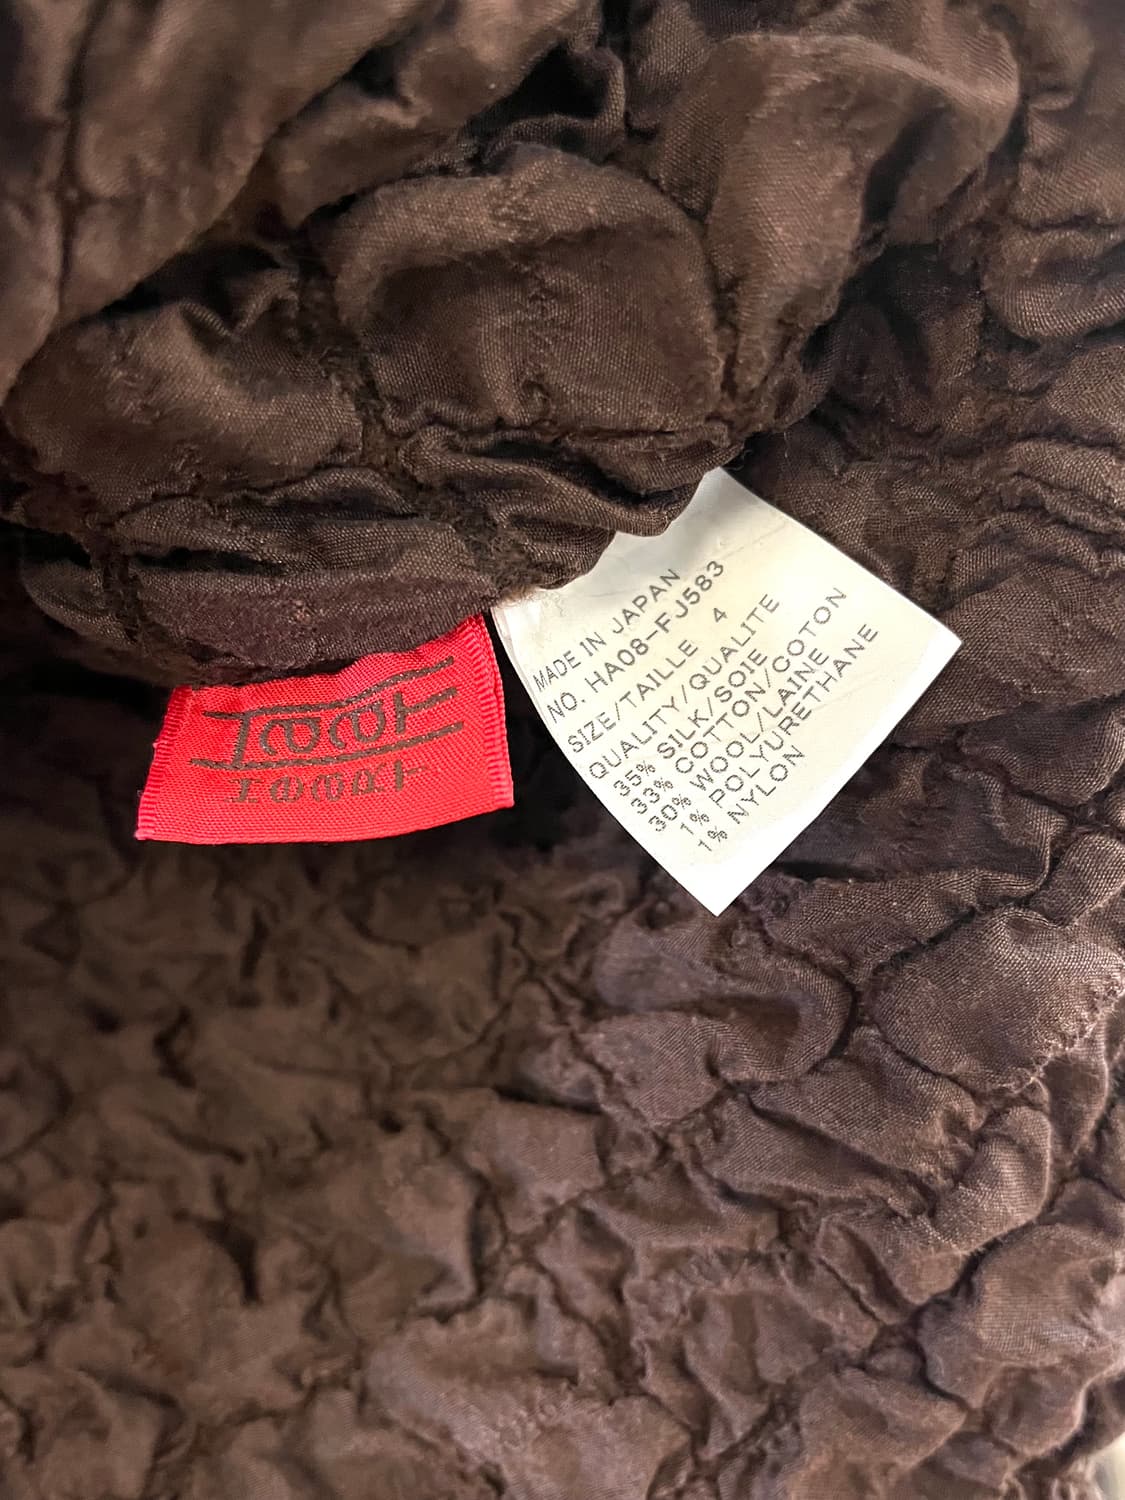 MADE IN JAPAN
NO. HA08-FJ583
SIZE/TAILLE 4
QUALITY/QUALITE
35% SILK/SOIE
33% COTTON/COTON
30% WOOL/LAINE
1% POLYURETHANE
1% NYLON